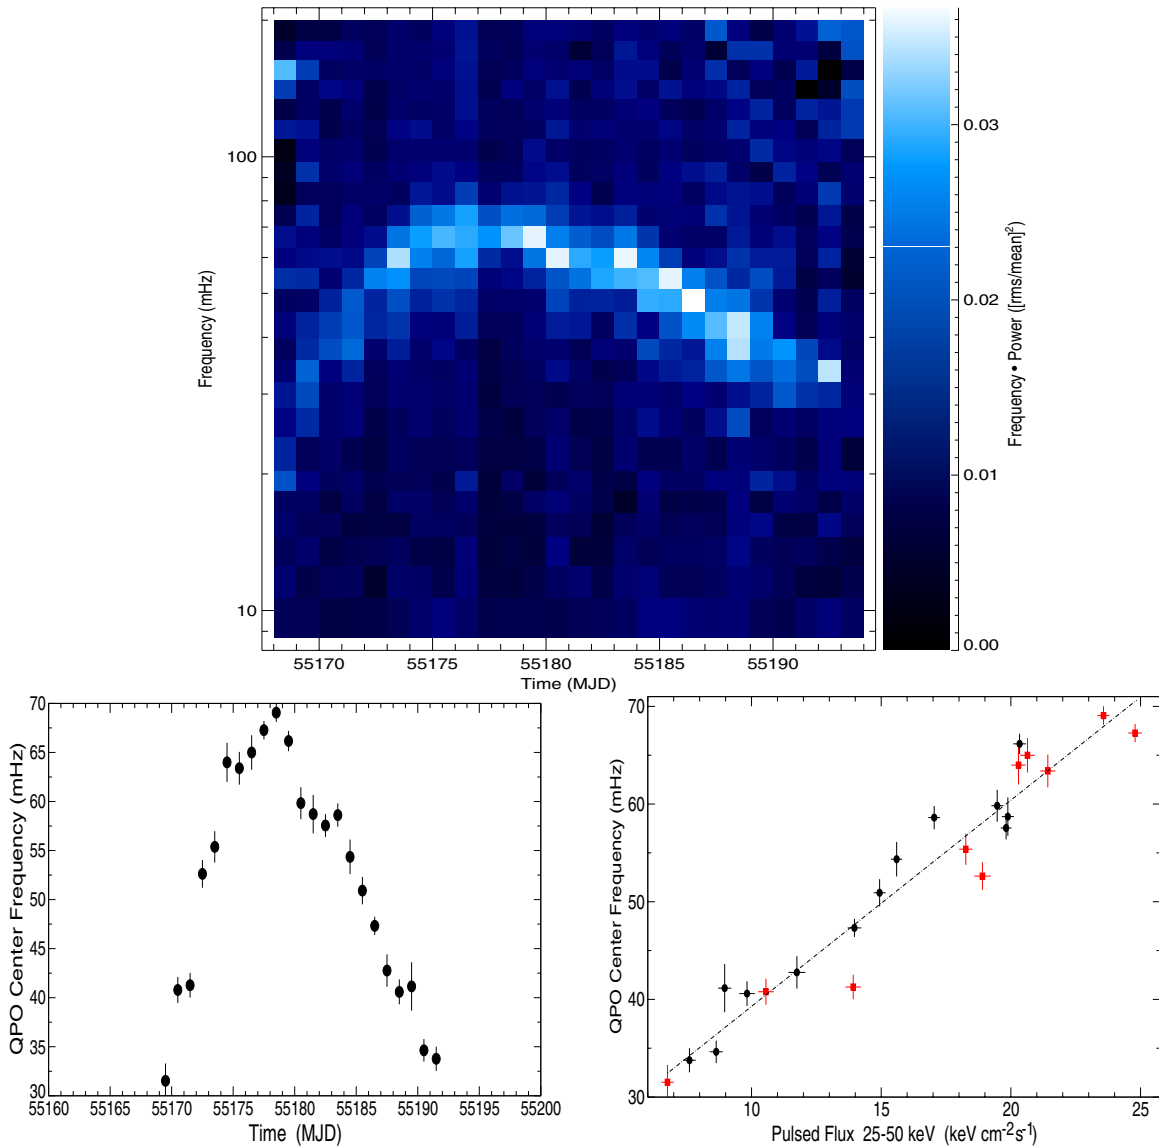 100
10
Frequency (mHz)
55170 55175 55180 55185 55190
Time (MJD)
0.03
0.02
0.01
0.00
Frequency • Power ([rms/mean]²)
70
65
60
55
50
45
40
35
30
QPO Center Frequency (mHz)
55160 55165 55170 55175 55180 55185 55190 55195 55200
Time (MJD)
70
60
50
40
30
QPO Center Frequency (mHz)
10 15 20 25
Pulsed Flux 25-50 keV (keV cm⁻²s⁻¹)